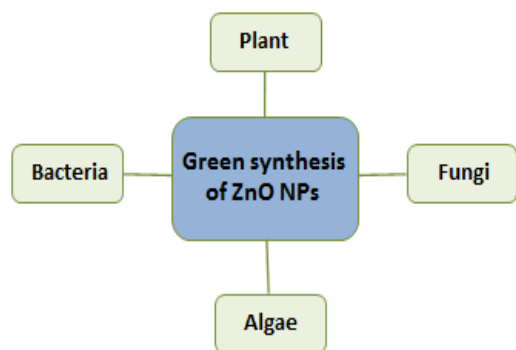 Plant
Bacteria
Green synthesis
of ZnO NPs
Fungi
Algae